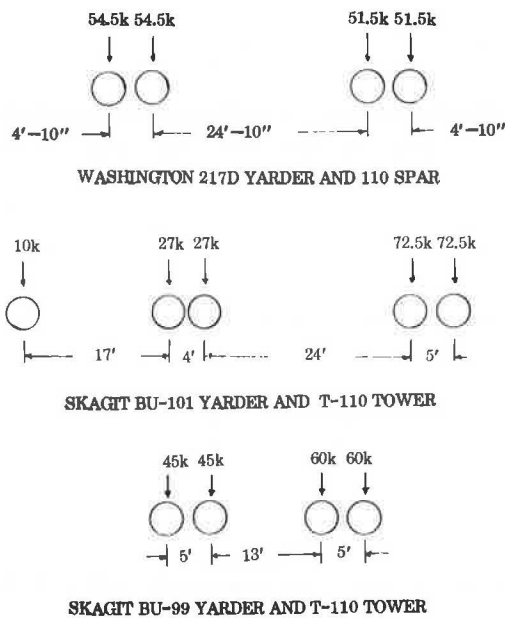 54.5k 54.5k 51.5k 51.5k
4'-10" 24'-10" 4'-10"
WASHINGTON 217D YARDER AND 110 SPAR
10k 27k 27k 72.5k 72.5k
17' 4' 24' 5'
SKAGIT BU-101 YARDER AND T-110 TOWER
45k 45k 60k 60k
5' 13' 5'
SKAGIT BU-99 YARDER AND T-110 TOWER